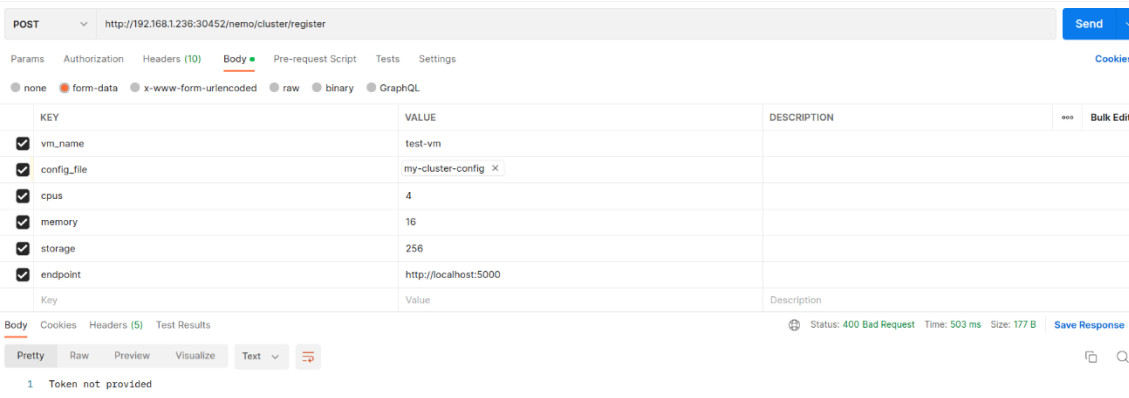 POST http://192.168.1.236:30452/nemo/cluster/register Send
Params Authorization Headers (10) Body Pre-request Script Tests Settings Cookies
none form-data x-www-form-urlencoded raw binary GraphQL
KEY VALUE DESCRIPTION ooo Bulk Edit
vm_name test-vm
config_file my-cluster-config ×
cpus 4
memory 16
storage 256
endpoint http://localhost:5000
Key Value Description
Body Cookies Headers (5) Test Results Status: 400 Bad Request Time: 503 ms Size: 177 B Save Response
Pretty Raw Preview Visualize Text
1 Token not provided